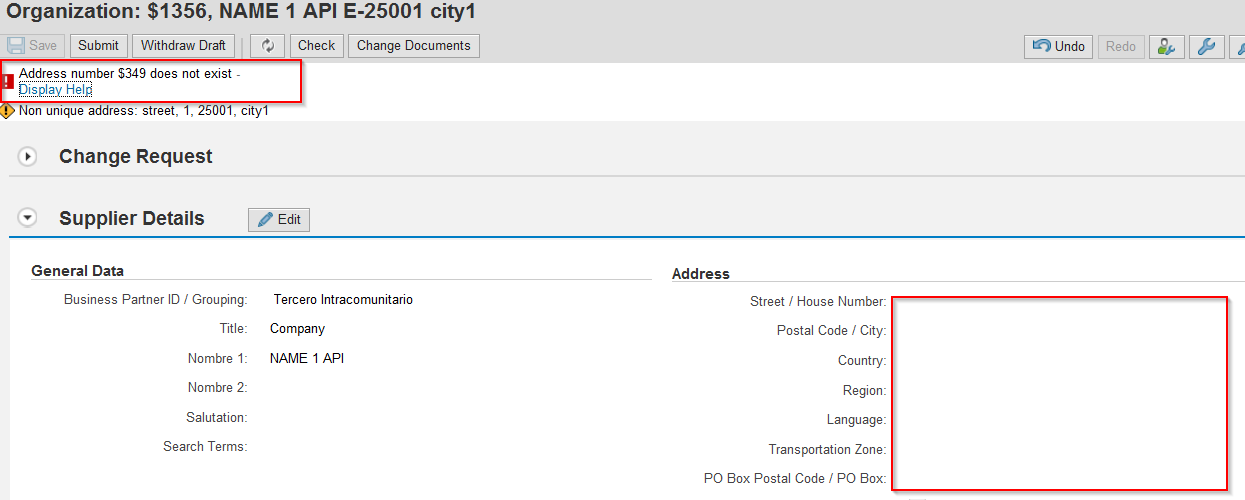 Organization: $1356, NAME 1 API E-25001 city1
Save Submit Withdraw Draft Check Change Documents Undo Redo
Address number $349 does not exist -
Display Help
Non unique address: street, 1, 25001, city1
Change Request
Supplier Details Edit
General Data
Business Partner ID / Grouping: Tercero Intracomunitario
Title: Company
Nombre 1: NAME 1 API
Nombre 2:
Salutation:
Search Terms:
Address
Street / House Number:
Postal Code / City:
Country:
Region:
Language:
Transportation Zone:
PO Box Postal Code / PO Box: